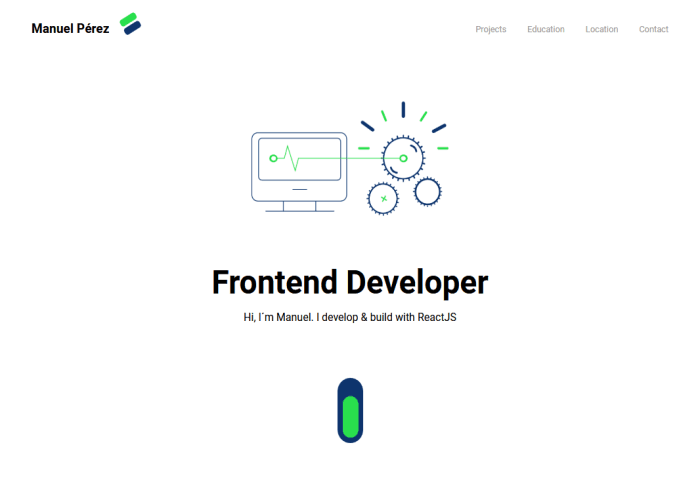 Manuel Pérez
Projects Education Location Contact
Frontend Developer
Hi, I´m Manuel. I develop & build with ReactJS